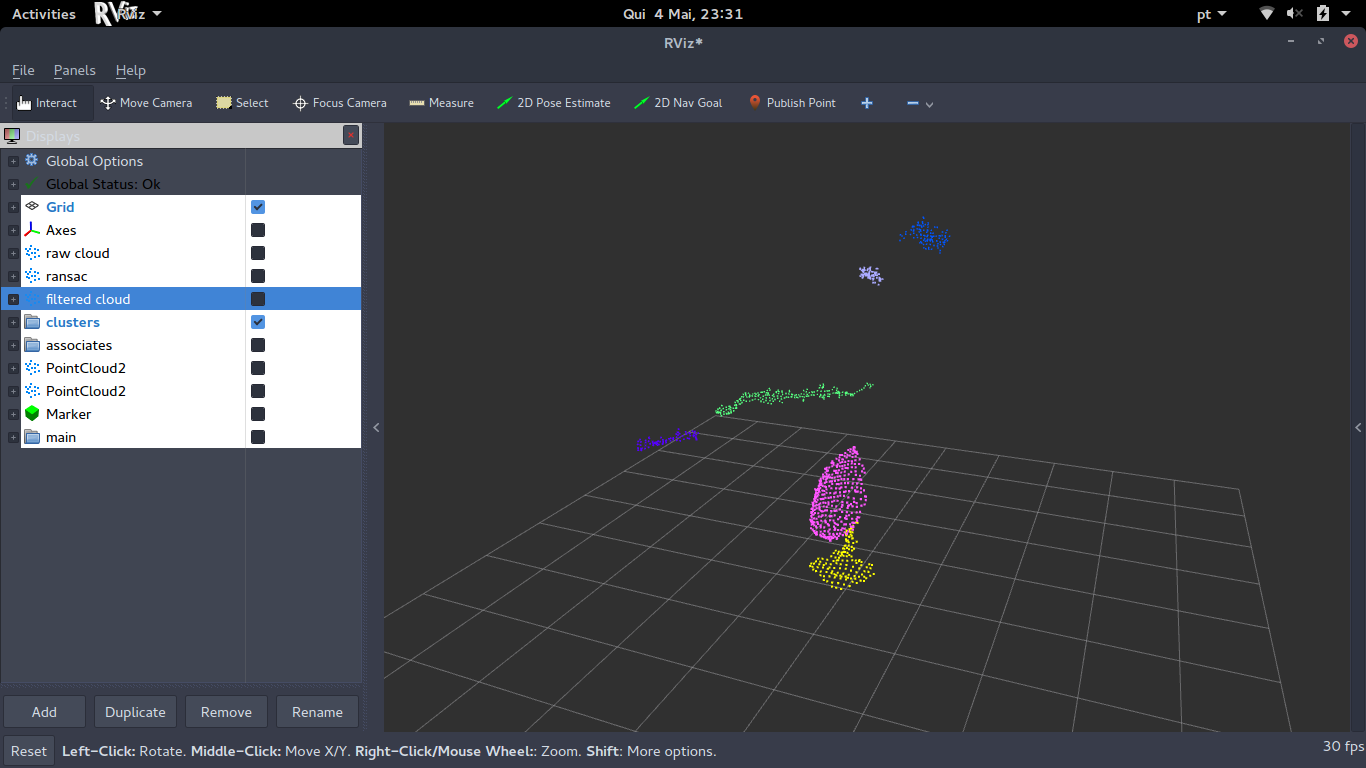 Activities RViz Qui 4 Mai, 23:31 pt
RViz*
File Panels Help
Interact Move Camera Select Focus Camera Measure 2D Pose Estimate 2D Nav Goal Publish Point
Displays
Global Options
Global Status: Ok
Grid
Axes
raw cloud
ransac
filtered cloud
clusters
associates
PointCloud2
PointCloud2
Marker
main
Add Duplicate Remove Rename
Reset Left-Click: Rotate. Middle-Click: Move X/Y. Right-Click/Mouse Wheel:: Zoom. Shift: More options. 30 fps